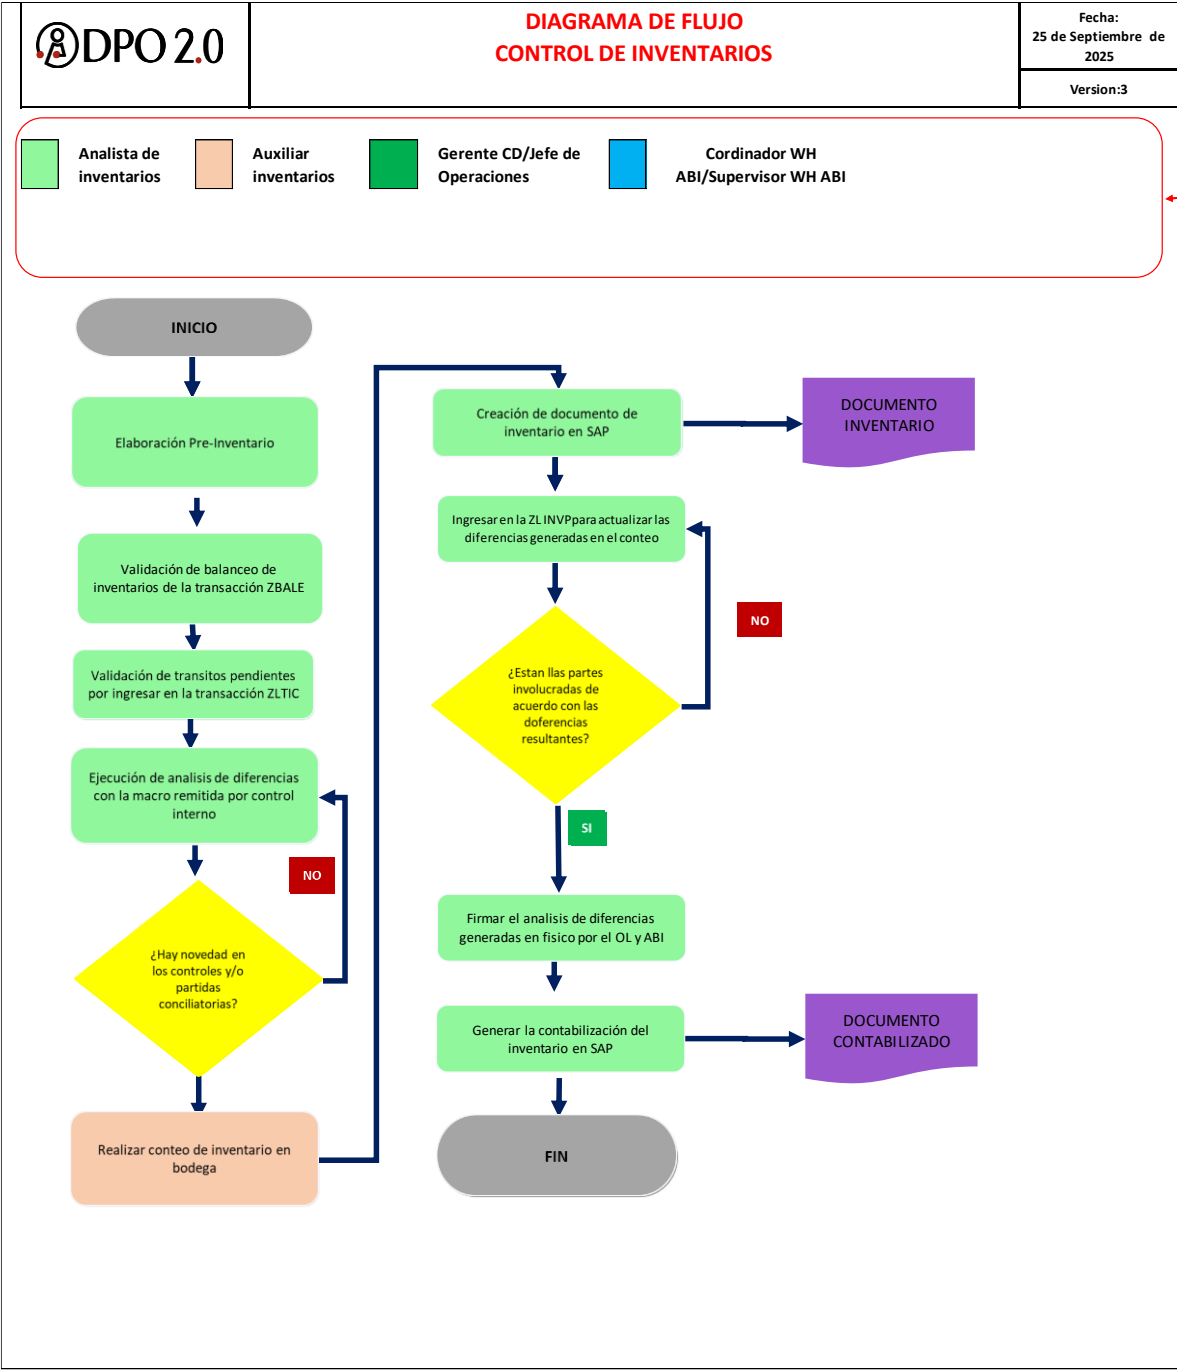 DPO 2.0
DIAGRAMA DE FLUJO
CONTROL DE INVENTARIOS
Fecha:
25 de Septiembre de
2025
Version:3
Analista de
inventarios
Auxiliar
inventarios
Gerente CD/Jefe de
Operaciones
Cordinador WH
ABI/Supervisor WH ABI
INICIO
Elaboración Pre-Inventario
Validación de balanceo de
inventarios de la transacción ZBALE
Validación de transitos pendientes
por ingresar en la transacción ZLTIC
Ejecución de analisis de diferencias
con la macro remitida por control
interno
NO
¿Hay novedad en
los controles y/o
partidas
conciliatorias?
Realizar conteo de inventario en
bodega
Creación de documento de
inventario en SAP
DOCUMENTO
INVENTARIO
Ingresar en la ZL INVP para actualizar las
diferencias generadas en el conteo
NO
¿Estan llas partes
involucradas de
acuerdo con las
doferencias
resultantes?
SI
Firmar el analisis de diferencias
generadas en fisico por el OL y ABI
Generar la contabilización del
inventario en SAP
DOCUMENTO
CONTABILIZADO
FIN